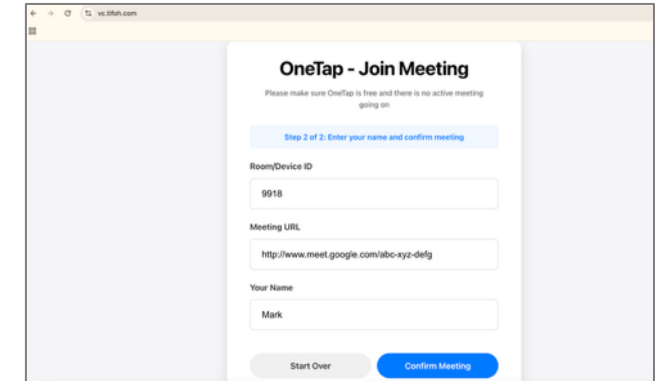 vc.tifoh.com
OneTap - Join Meeting
Please make sure OneTap is free and there is no active meeting
going on
Step 2 of 2: Enter your name and confirm meeting
Room/Device ID
9918
Meeting URL
http://www.meet.google.com/abc-xyz-defg
Your Name
Mark
Start Over Confirm Meeting